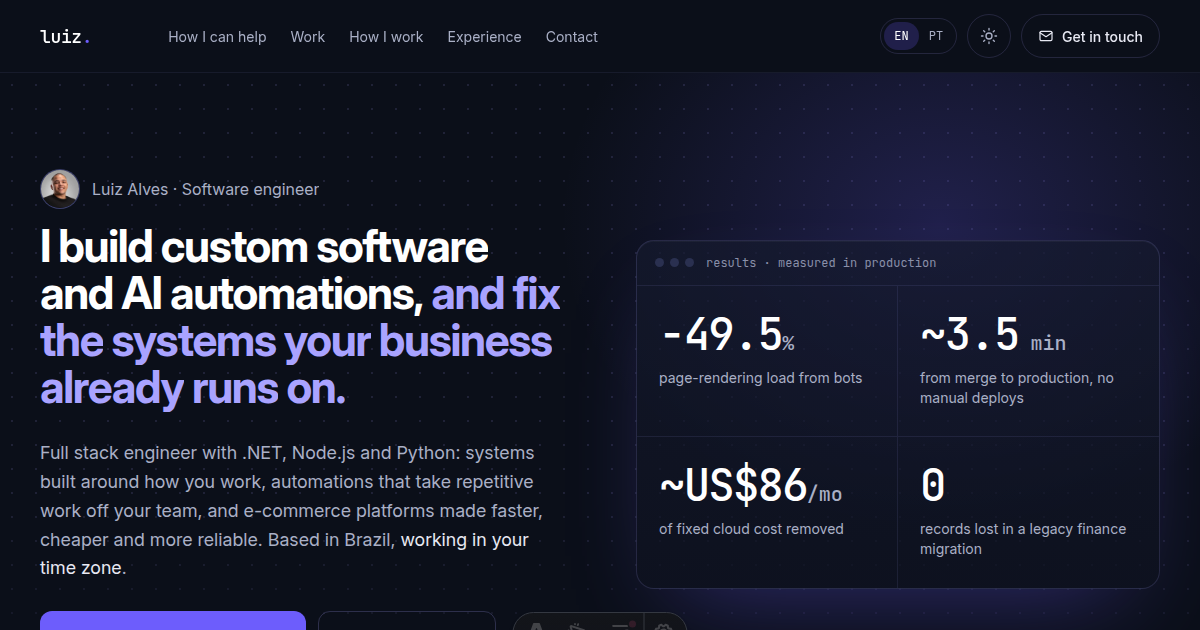 luiz.
How I can help
Work
How I work
Experience
Contact
EN
PT
Get in touch
Luiz Alves · Software engineer
I build custom software
and AI automations, and fix
the systems your business
already runs on.
Full stack engineer with .NET, Node.js and Python: systems
built around how you work, automations that take repetitive
work off your team, and e-commerce platforms made faster,
cheaper and more reliable. Based in Brazil, working in your
time zone.
results · measured in production
-49.5%
page-rendering load from bots
~3.5 min
from merge to production, no
manual deploys
~US$86/mo
of fixed cloud cost removed
0
records lost in a legacy finance
migration